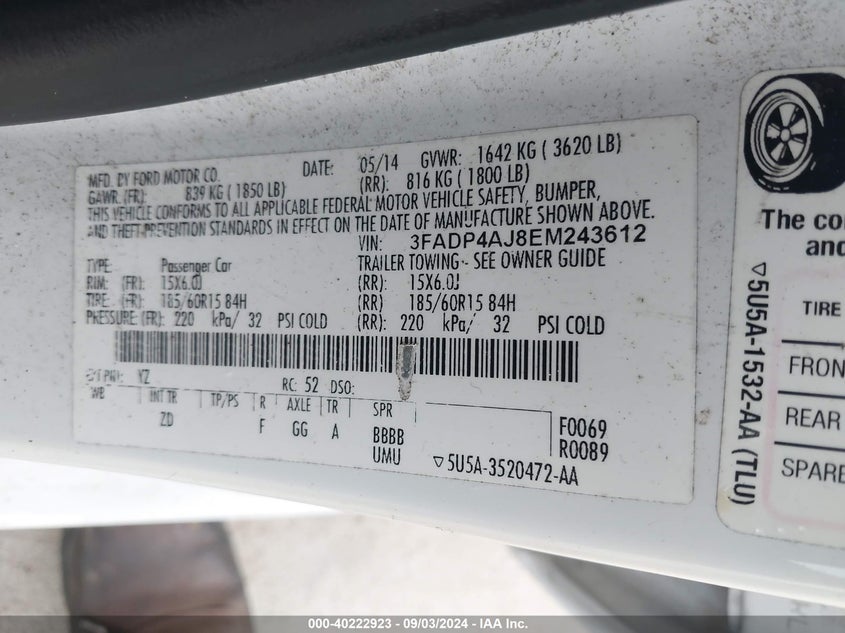 MFD. BY FORD MOTOR CO. DATE: 05/14 GVWR: 1642 KG ( 3620 LB)
GAWR: (FR): 839 KG ( 1850 LB) (RR): 816 KG ( 1800 LB)
THIS VEHICLE CONFORMS TO ALL APPLICABLE FEDERAL MOTOR VEHICLE SAFETY, BUMPER,
AND THEFT-PREVENTION STANDARDS IN EFFECT ON THE DATE OF MANUFACTURE SHOWN ABOVE.
VIN: 3FADP4AJ8EM243612
TYPE: Passenger Car TRAILER TOWING - SEE OWNER GUIDE
RIM: (FR): 15X6.0J (RR): 15X6.0J
TIRE: (FR): 185/60R15 84H (RR) 185/60R15 84H
PRESSURE (FR): 220 kPa/ 32 PSI COLD (RR): 220 kPa/ 32 PSI COLD
EXT PNT: YZ RC: 52 DSO:
WB INT TR TP/PS R AXLE TR SPR
ZD F GG A BBBB
UMU
F0069
R0089
▽5U5A-3520472-AA
▽5U5A-1532-AA (TLU)
The
and
TIRE
FRON
REAR
SPARE
000-40222923 - 09/03/2024 - IAA Inc.